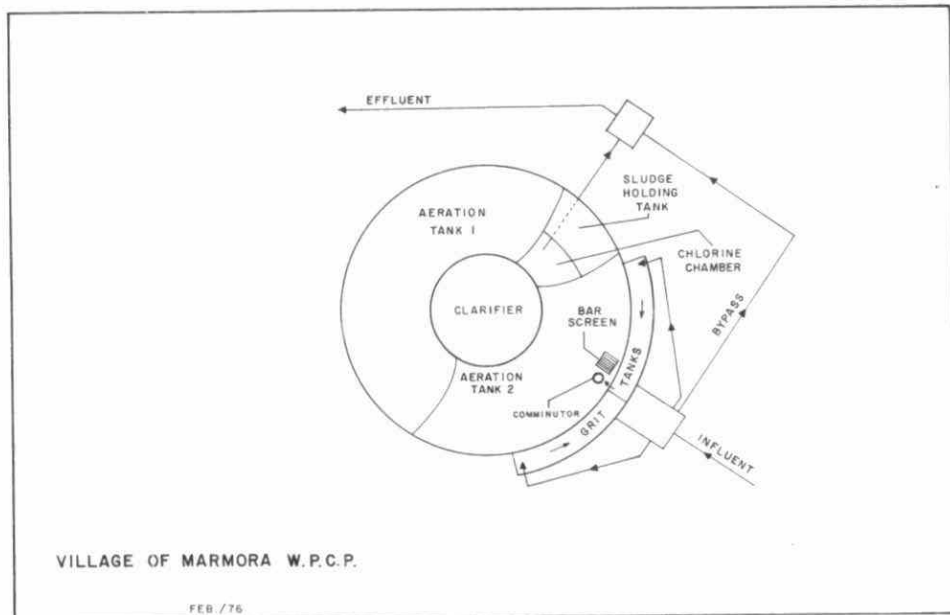 EFFLUENT
SLUDGE
HOLDING
TANK
AERATION
TANK 1
CHLORINE
CHAMBER
CLARIFIER
BAR
SCREEN
BYPASS
TANKS
AERATION
TANK 2
COMMINUTOR
GRIT
INFLUENT
VILLAGE OF MARMORA W.P.C.P.
FEB./76